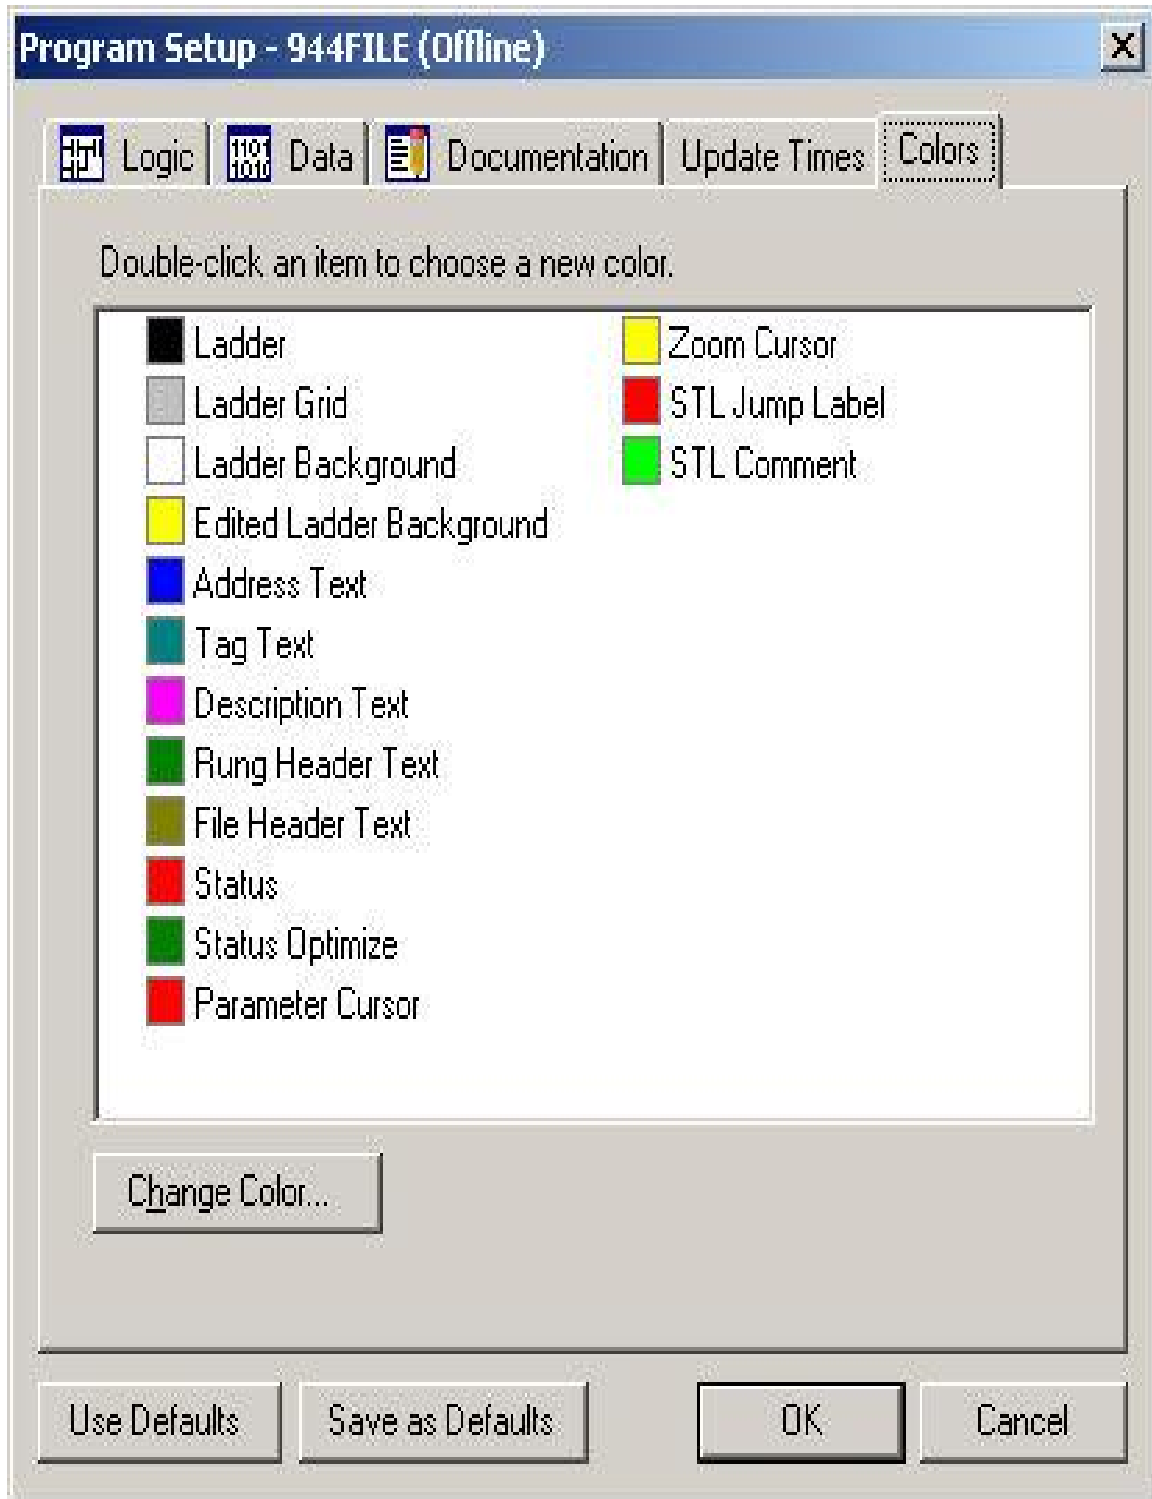 Program Setup - 944FILE (Offline)
Logic
1101
1010
Data
Documentation
Update Times
Colors
Double-click an item to choose a new color.
Ladder
Ladder Grid
Ladder Background
Edited Ladder Background
Address Text
Tag Text
Description Text
Rung Header Text
File Header Text
Status
Status Optimize
Parameter Cursor
Zoom Cursor
STL Jump Label
STL Comment
Change Color...
Use Defaults
Save as Defaults
OK
Cancel